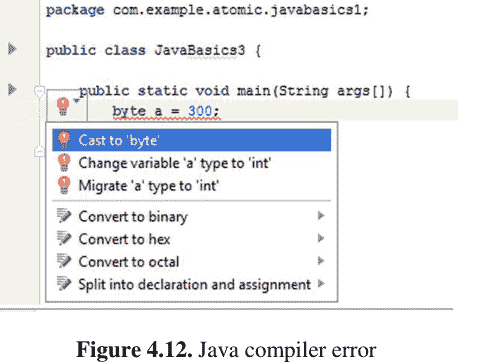 package com.example.atomic.javabasics1;
public class JavaBasics3 {
public static void main(String args[]) {
byte a = 300;
Cast to 'byte'
Change variable 'a' type to 'int'
Migrate 'a' type to 'int'
Convert to binary
Convert to hex
Convert to octal
Split into declaration and assignment
Figure 4.12. Java compiler error